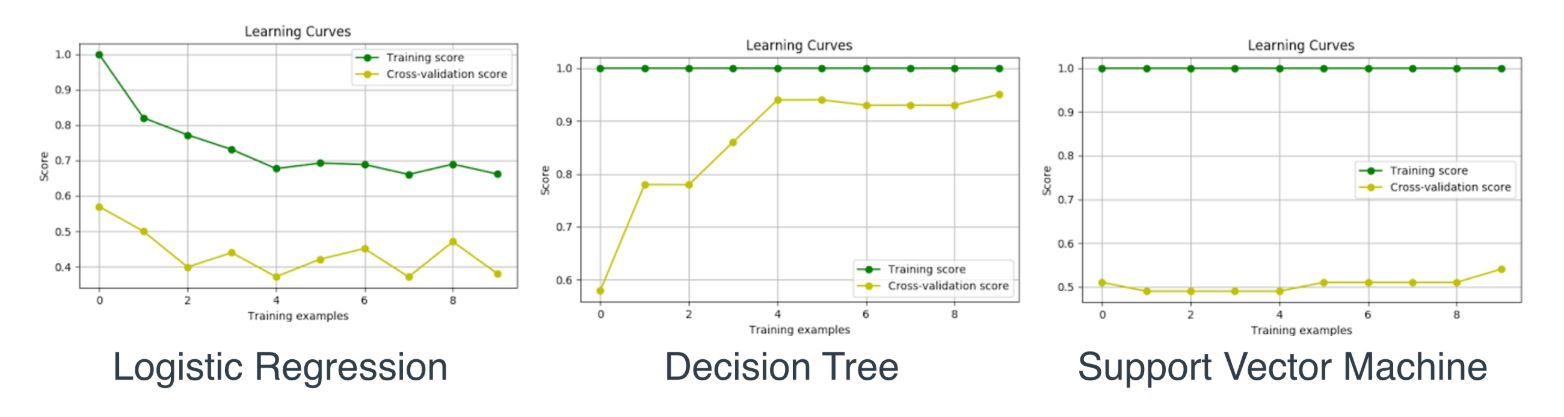 Learning Curves
1.0
0.9
0.8
0.7
0.6
0.5
0.4
Score
Training score
Cross-validation score
0 2 4 6 8
Training examples
Logistic Regression
Learning Curves
1.0
0.9
0.8
0.7
0.6
Score
Training score
Cross-validation score
0 2 4 6 8
Training examples
Decision Tree
Learning Curves
1.0
0.9
0.8
0.7
0.6
0.5
Score
Training score
Cross-validation score
0 2 4 6 8
Training examples
Support Vector Machine